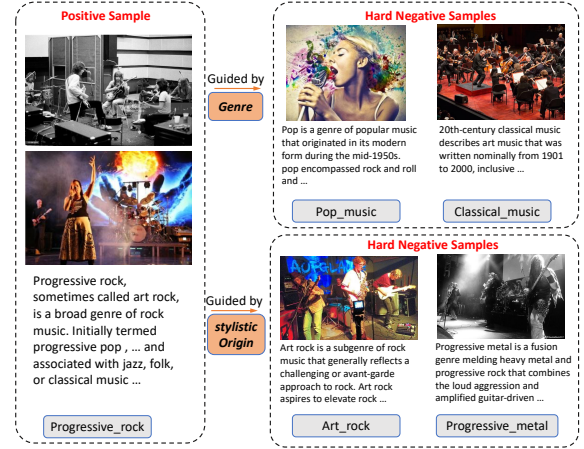 Positive Sample
Progressive rock,
sometimes called art rock,
is a broad genre of rock
music. Initially termed
progressive pop , ... and
associated with jazz, folk,
or classical music ...
Progressive_rock
Guided by
Genre
Guided by
stylistic
Origin
Hard Negative Samples
Pop is a genre of popular music
that originated in its modern
form during the mid-1950s.
pop encompassed rock and roll
and ...
Pop_music
20th-century classical music
describes art music that was
written nominally from 1901
to 2000, inclusive ...
Classical_music
Hard Negative Samples
Art rock is a subgenre of rock
music that generally reflects a
challenging or avant-garde
approach to rock. Art rock
aspires to elevate rock ...
Art_rock
Progressive metal is a fusion
genre melding heavy metal and
progressive rock that combines
the loud aggression and
amplified guitar-driven ...
Progressive_metal